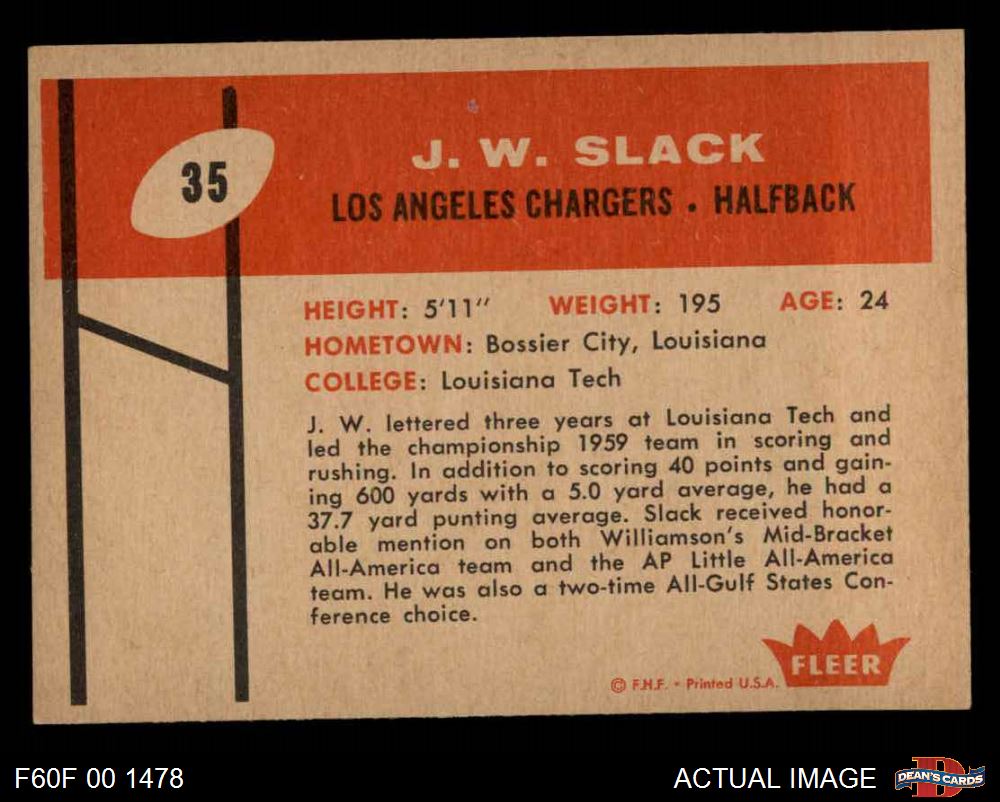 35
J. W. SLACK
LOS ANGELES CHARGERS . HALFBACK
HEIGHT: 5'11" WEIGHT: 195 AGE: 24
HOMETOWN: Bossier City, Louisiana
COLLEGE: Louisiana Tech
J. W. lettered three years at Louisiana Tech and
led the championship 1959 team in scoring and
rushing. In addition to scoring 40 points and gain-
ing 600 yards with a 5.0 yard average, he had a
37.7 yard punting average. Slack received honor-
able mention on both Williamson's Mid-Bracket
All-America team and the AP Little All-America
team. He was also a two-time All-Gulf States Con-
ference choice.
FLEER
© F.H.F. • Printed U.S.A.
F60F 00 1478
ACTUAL IMAGE
D
DEAN'S CARDS